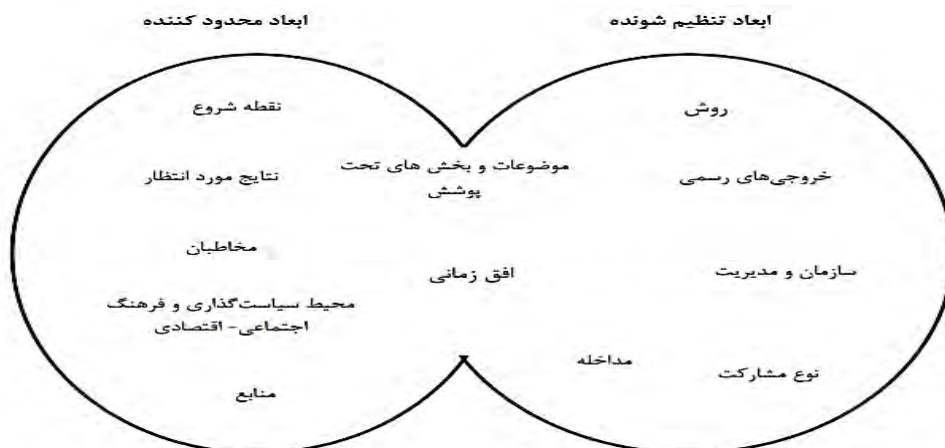 ابعاد تنظیم شونده
ابعاد محدود کننده
روش
خروجی‌های رسمی
سازمان و مدیریت
نوع مشارکت
مداخله
موضوعات و بخش های تحت
پوشش
افق زمانی
نقطه شروع
نتایج مورد انتظار
مخاطبان
محیط سیاست‌گذاری و فرهنگ
اجتماعی- اقتصادی
منابع